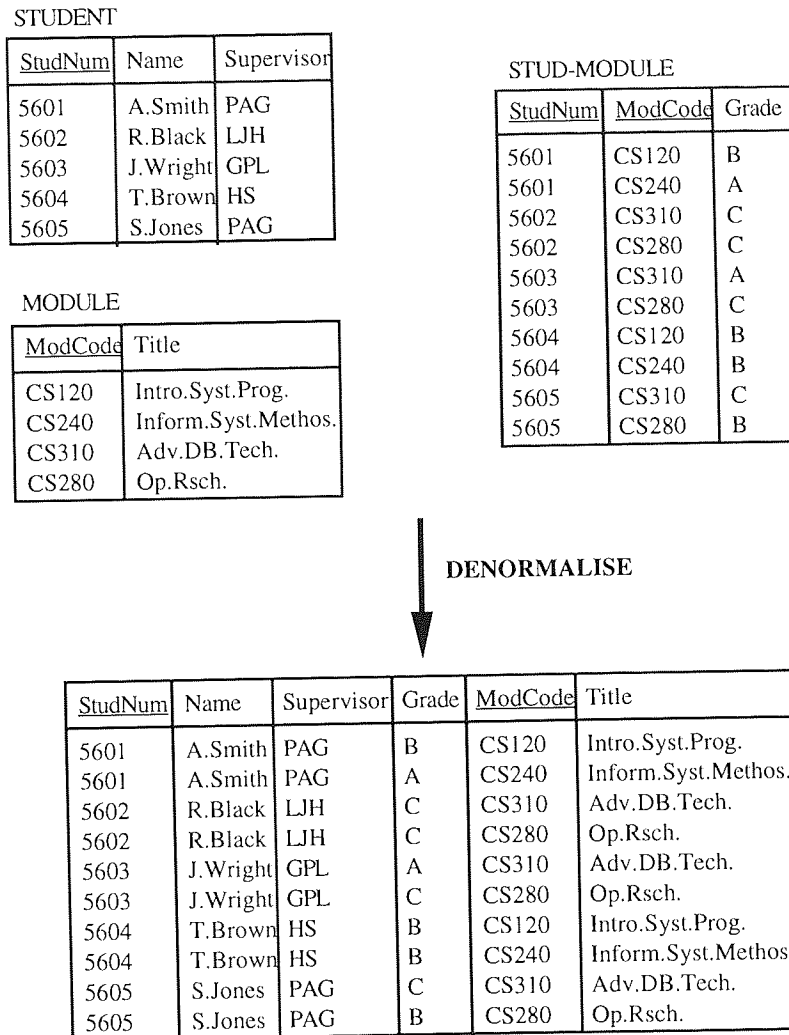 STUDENT
StudNum Name Supervisor
5601 A.Smith PAG
5602 R.Black LJH
5603 J.Wright GPL
5604 T.Brown HS
5605 S.Jones PAG
MODULE
ModCode Title
CS120 Intro.Syst.Prog.
CS240 Inform.Syst.Methos.
CS310 Adv.DB.Tech.
CS280 Op.Rsch.
STUD-MODULE
StudNum ModCode Grade
5601 CS120 B
5601 CS240 A
5602 CS310 C
5602 CS280 C
5603 CS310 A
5603 CS280 C
5604 CS120 B
5604 CS240 B
5605 CS310 C
5605 CS280 B
DENORMALISE
StudNum Name Supervisor Grade ModCode Title
5601 A.Smith PAG B CS120 Intro.Syst.Prog.
5601 A.Smith PAG A CS240 Inform.Syst.Methos.
5602 R.Black LJH C CS310 Adv.DB.Tech.
5602 R.Black LJH C CS280 Op.Rsch.
5603 J.Wright GPL A CS310 Adv.DB.Tech.
5603 J.Wright GPL C CS280 Op.Rsch.
5604 T.Brown HS B CS120 Intro.Syst.Prog.
5604 T.Brown HS B CS240 Inform.Syst.Methos
5605 S.Jones PAG C CS310 Adv.DB.Tech.
5605 S.Jones PAG B CS280 Op.Rsch.